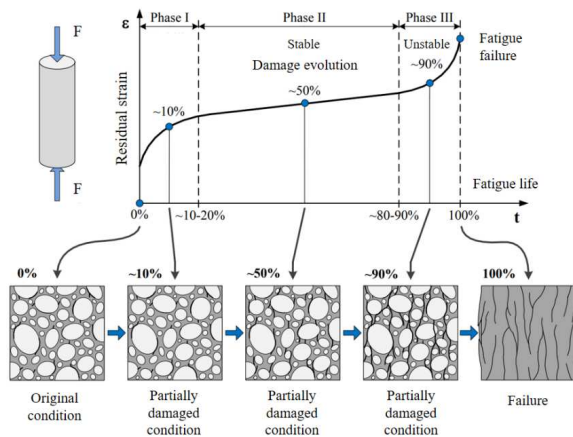 F
F
ε
Residual strain
Phase I
Phase II
Phase III
Stable
Damage evolution
Unstable
Fatigue
failure
~10%
~50%
~90%
Fatigue life
0%
~10-20%
~80-90%
100%
t
0%
~10%
~50%
~90%
100%
Original
condition
Partially
damaged
condition
Partially
damaged
condition
Partially
damaged
condition
Failure